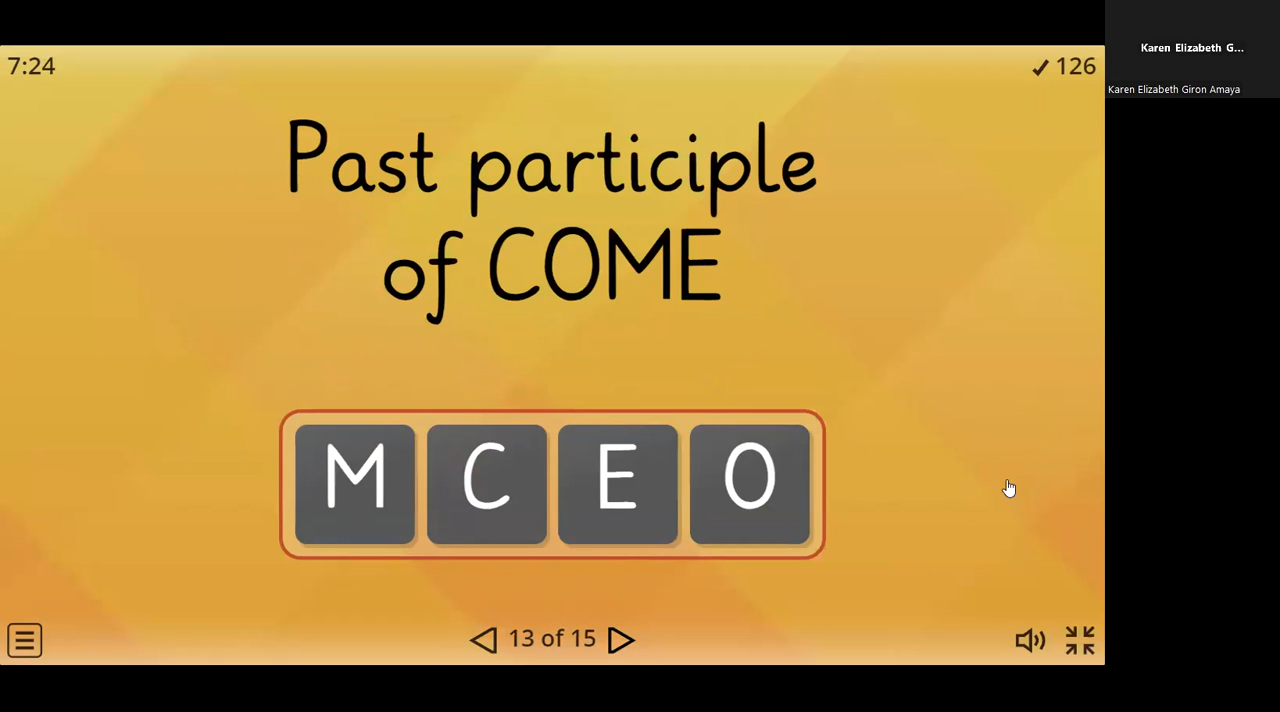 Karen Elizabeth G...
7:24
✓ 126
Karen Elizabeth Giron Amaya
Past participle
of COME
M C E O
13 of 15